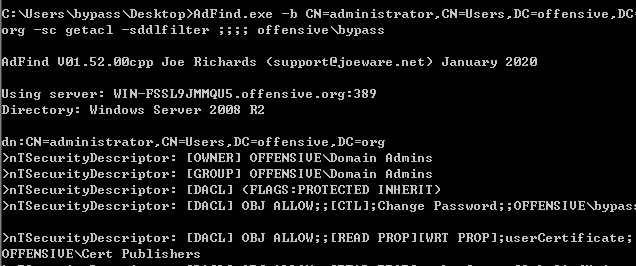 C:\Users\bypass\Desktop>AdFind.exe -b CN=administrator,CN=Users,DC=offensive,DC=
org -sc getacl -sddlfilter ;;;; offensive\bypass
AdFind V01.52.00cpp Joe Richards (support@joeware.net) January 2020
Using server: WIN-FSSL9JMMQU5.offensive.org:389
Directory: Windows Server 2008 R2
dn:CN=administrator,CN=Users,DC=offensive,DC=org
>nTSecurityDescriptor: [OWNER] OFFENSIVE\Domain Admins
>nTSecurityDescriptor: [GROUP] OFFENSIVE\Domain Admins
>nTSecurityDescriptor: [DACL] (FLAGS:PROTECTED INHERIT)
>nTSecurityDescriptor: [DACL] OBJ ALLOW;;[CTL];Change Password;;OFFENSIVE\bypass
>nTSecurityDescriptor: [DACL] OBJ ALLOW;;[READ PROP][WRT PROP];userCertificate;
OFFENSIVE\Cert Publishers